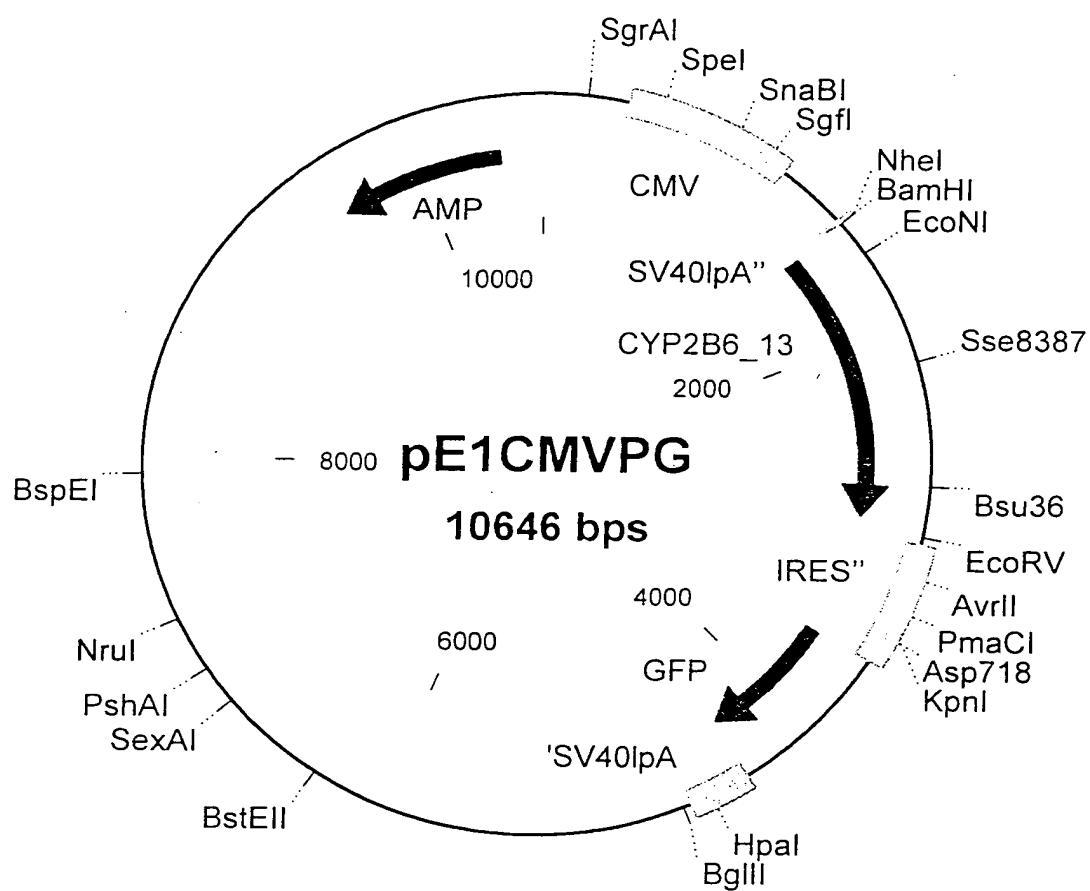 SgrAI
SpeI
SnaBI
SgfI
NheI
BamHI
EcoNI
CMV
AMP
10000
SV40lpA"
CYP2B6_13
2000
Sse8387
pE1CMVPG
10646 bps
8000
BspEI
Bsu36
EcoRV
IRES"
AvrII
PmaCI
Asp718
KpnI
4000
6000
GFP
NruI
PshAI
SexAI
'SV40lpA
BstEII
HpaI
BglII